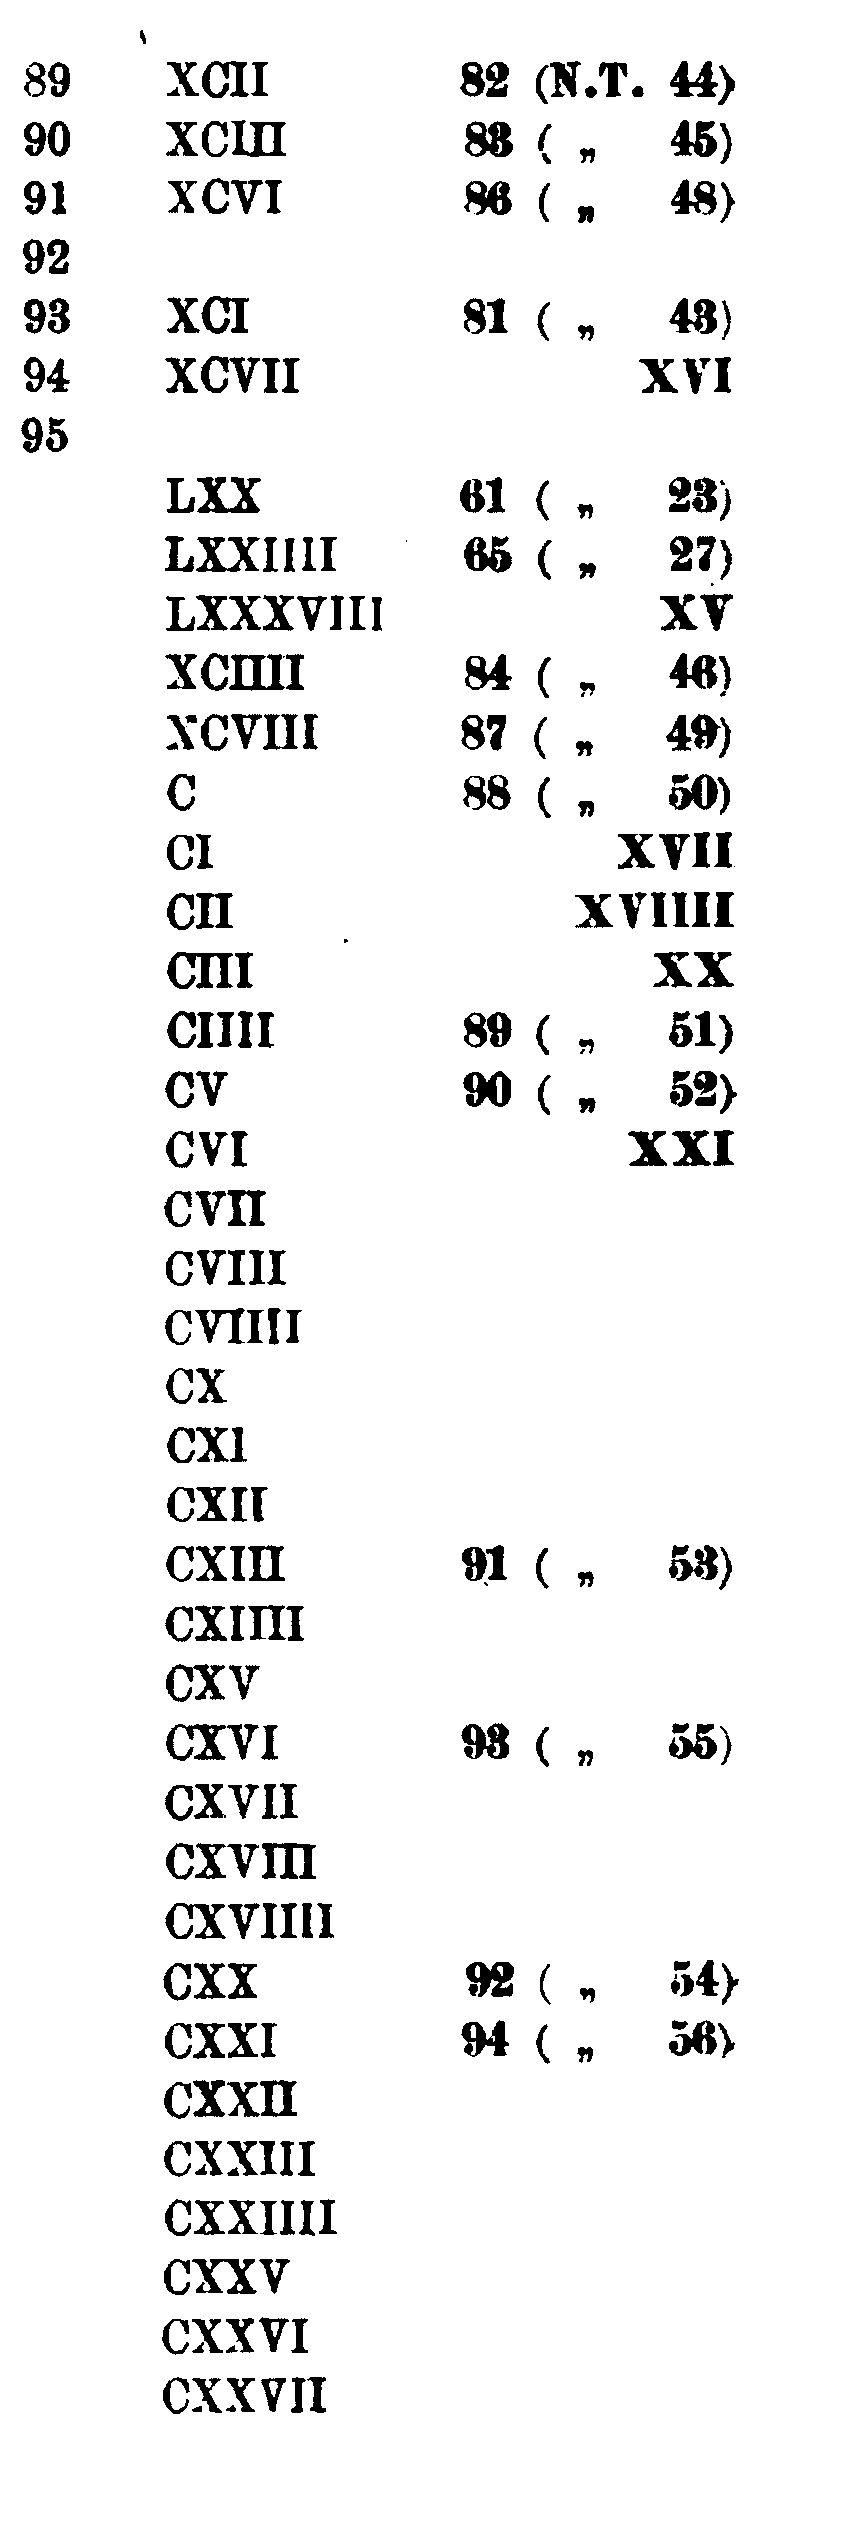 89 XCII 82 (N.T. 44)
90 XCIII 83 ( „ 45)
91 XCVI 86 ( „ 48)
92
93 XCI 81 ( „ 43)
94 XCVII XVI
95
LXX 61 ( „ 23)
LXXIIII 65 ( „ 27)
LXXXVIII XV
XCIIII 84 ( „ 46)
XCVIII 87 ( „ 49)
C 88 ( „ 50)
CI XVII
CII XVIIII
CIII XX
CIIII 89 ( „ 51)
CV 90 ( „ 52)
CVI XXI
CVII
CVIII
CVIIII
CX
CXI
CXII
CXIII 91 ( „ 53)
CXIIII
CXV
CXVI 93 ( „ 55)
CXVII
CXVIII
CXVIIII
CXX 92 ( „ 54)
CXXI 94 ( „ 56)
CXXII
CXXIII
CXXIIII
CXXV
CXXVI
CXXVII